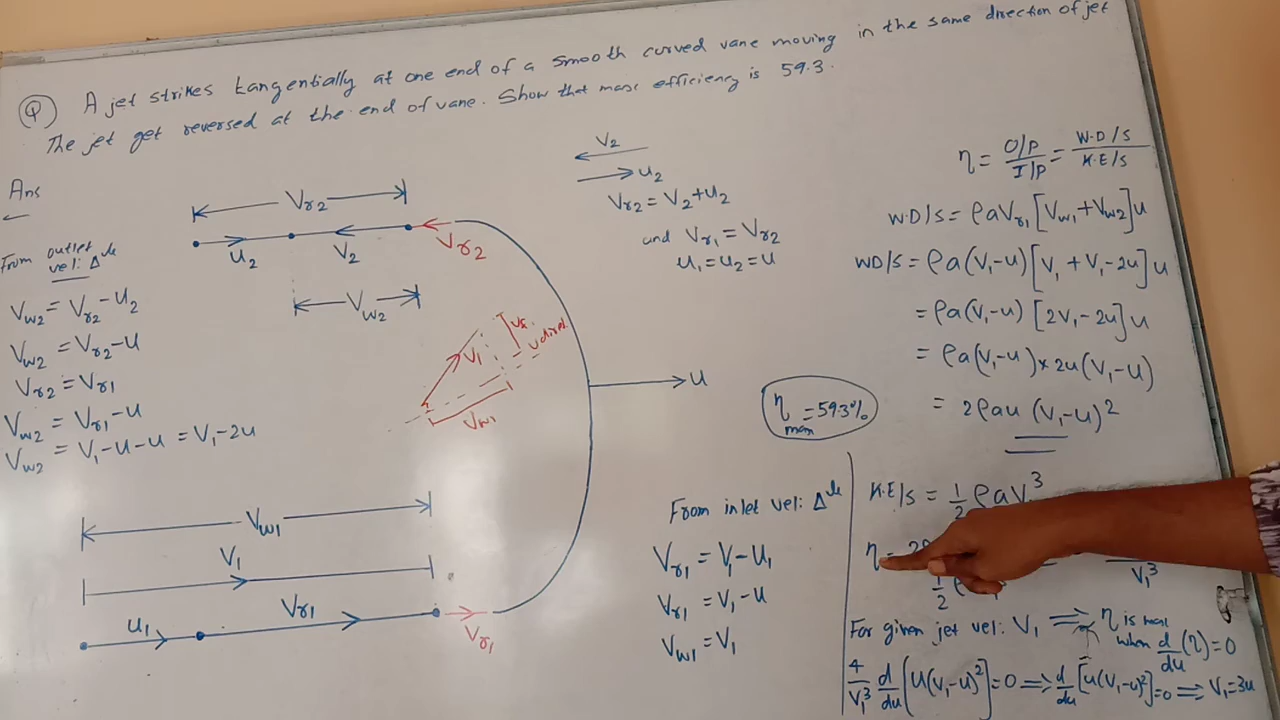 Q A jet strikes tangentially at one end of a smooth curved vane moving in the same direction of jet
The jet get reversed at the end of vane. Show that max efficiency is 59.3.
Ans
From outlet
vel: Δle
Vw2 = Vr2 - u2
Vw2 = Vr2 - u
Vr2 = Vr1
Vw2 = Vr1 - u
Vw2 = V1 - u - u = V1 - 2u
Vr2
u2 V2 Vr2
Vw2
V1
Vw1
u
Vw1
V1
u1 Vr1 Vr1
V2
u2
Vr2 = V2 + u2
and Vr1 = Vr2
u1 = u2 = u
η max = 59.3%
From inlet vel: Δle
Vr1 = V1 - u1
Vr1 = V1 - u
Vw1 = V1
η = O/P / I/P = W.D/S / K.E/S
W.D/S = ρaVr1 [Vw1 + Vw2] u
WD/S = ρa(V1-u) [V1 + V1 - 2u] u
= ρa(V1-u) [2V1 - 2u] u
= ρa(V1-u) × 2u (V1-u)
= 2ρau (V1-u)²
K.E/S = 1/2 ρaV³
η =
1/2
V1³
For given jet vel: V1 ⟹ η is max
when d/du (η) = 0
4/V1³ d/du [u(V1-u)²] = 0 ⟹ d/du [u(V1-u)²] = 0 ⟹ V1 = 3u